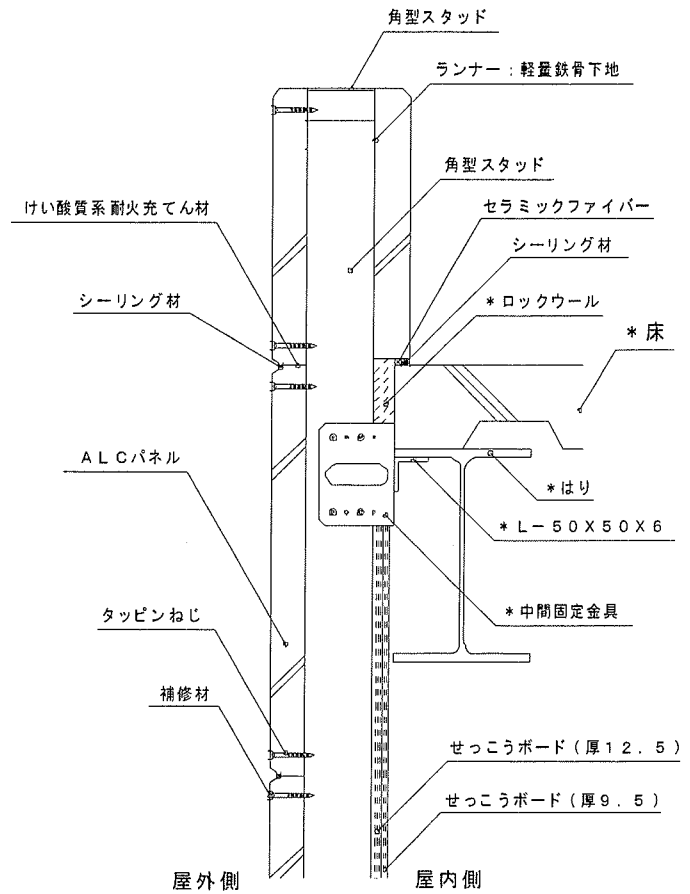 角型スタッド
ランナー：軽量鉄骨下地
角型スタッド
けい酸質系耐火充てん材
セラミックファイバー
シーリング材
シーリング材
＊ロックウール
＊床
ＡＬＣパネル
＊はり
＊Ｌ－５０Ｘ５０Ｘ６
タッピンねじ
＊中間固定金具
補修材
せっこうボード（厚１２．５）
せっこうボード（厚９．５）
屋外側
屋内側